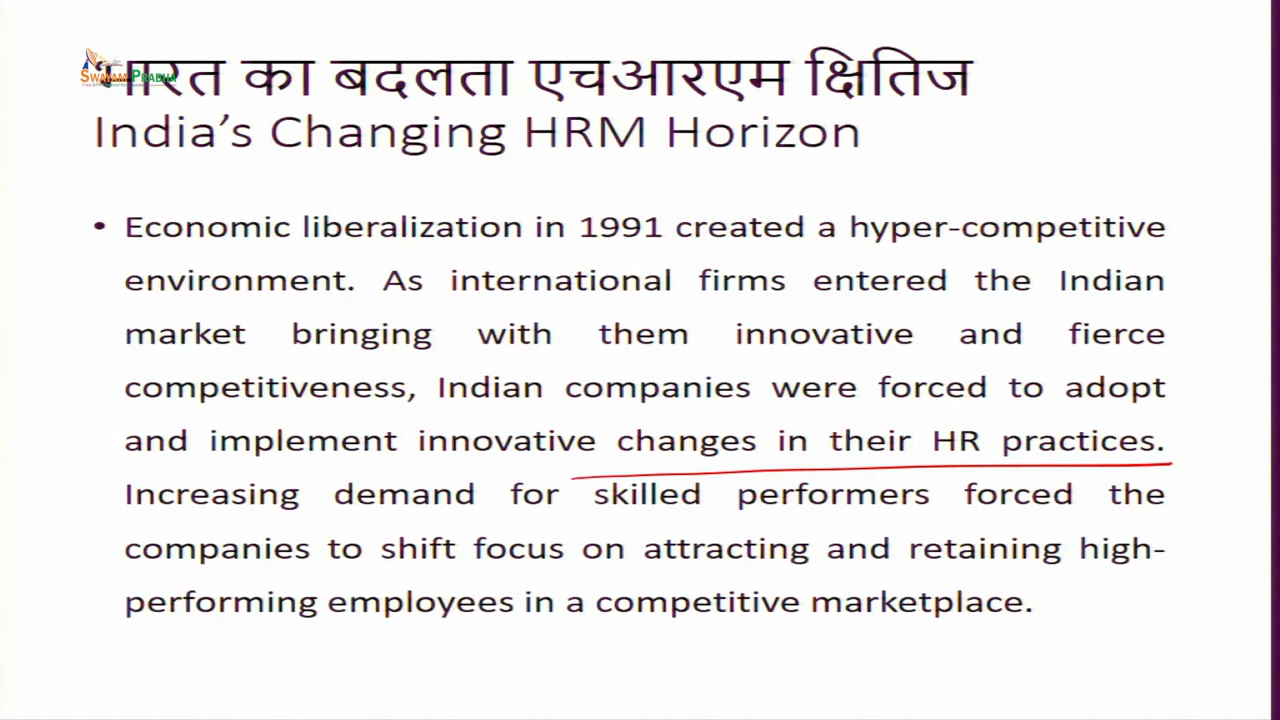 भारत का बदलता एचआरएम क्षितिज
SWAYAM PRABHA
India's Changing HRM Horizon
• Economic liberalization in 1991 created a hyper-competitive
environment. As international firms entered the Indian
market bringing with them innovative and fierce
competitiveness, Indian companies were forced to adopt
and implement innovative changes in their HR practices.
Increasing demand for skilled performers forced the
companies to shift focus on attracting and retaining high-
performing employees in a competitive marketplace.